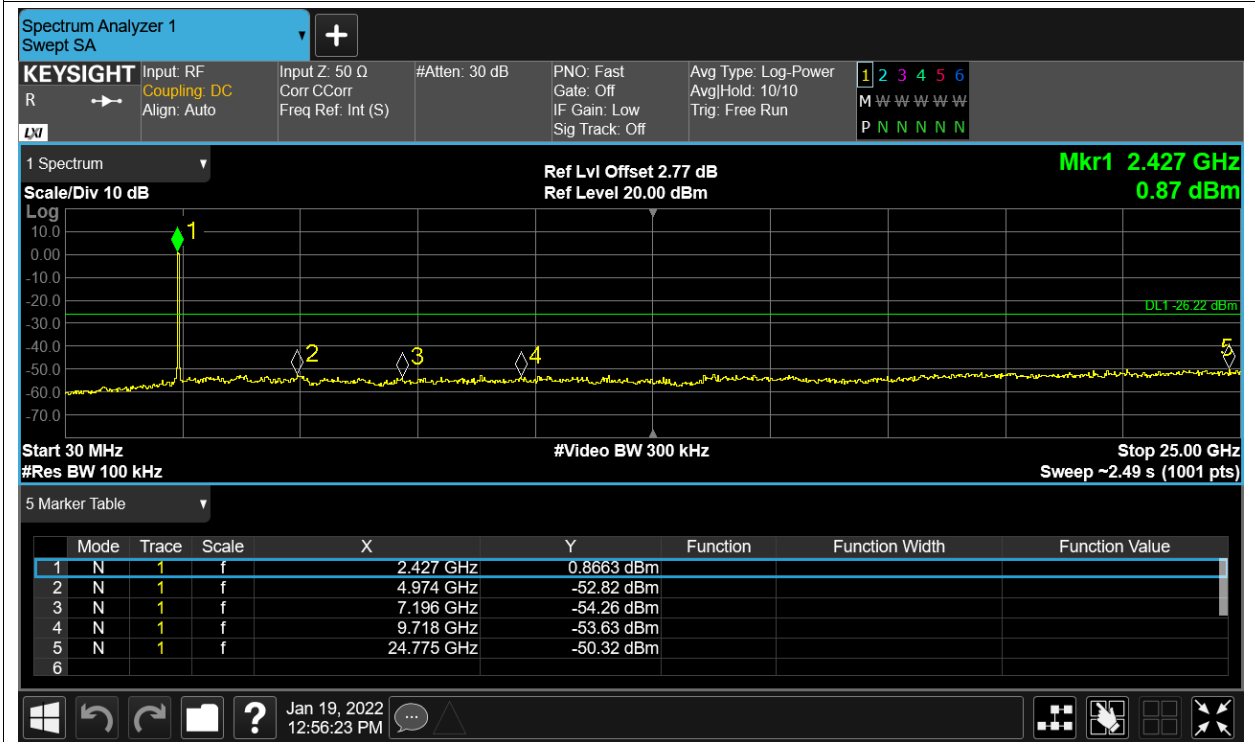 Spectrum Analyzer 1
Swept SA
KEYSIGHT
R
LXI
Input: RF
Coupling: DC
Align: Auto
Input Z: 50 Ω
Corr CCorr
Freq Ref: Int (S)
#Atten: 30 dB
PNO: Fast
Gate: Off
IF Gain: Low
Sig Track: Off
Avg Type: Log-Power
Avg|Hold: 10/10
Trig: Free Run
1 2 3 4 5 6
M W W W W W
P N N N N N
1 Spectrum
Scale/Div 10 dB
Ref Lvl Offset 2.77 dB
Ref Level 20.00 dBm
Mkr1 2.427 GHz
0.87 dBm
Log
10.0
0.00
-10.0
-20.0
-30.0
-40.0
-50.0
-60.0
-70.0
1
DL1 -26.22 dBm
2
3
4
5
Start 30 MHz
#Res BW 100 kHz
#Video BW 300 kHz
Stop 25.00 GHz
Sweep ~2.49 s (1001 pts)
5 Marker Table
Mode Trace Scale X Y Function Function Width Function Value
1 N 1 f 2.427 GHz 0.8663 dBm
2 N 1 f 4.974 GHz -52.82 dBm
3 N 1 f 7.196 GHz -54.26 dBm
4 N 1 f 9.718 GHz -53.63 dBm
5 N 1 f 24.775 GHz -50.32 dBm
6
?
Jan 19, 2022
12:56:23 PM